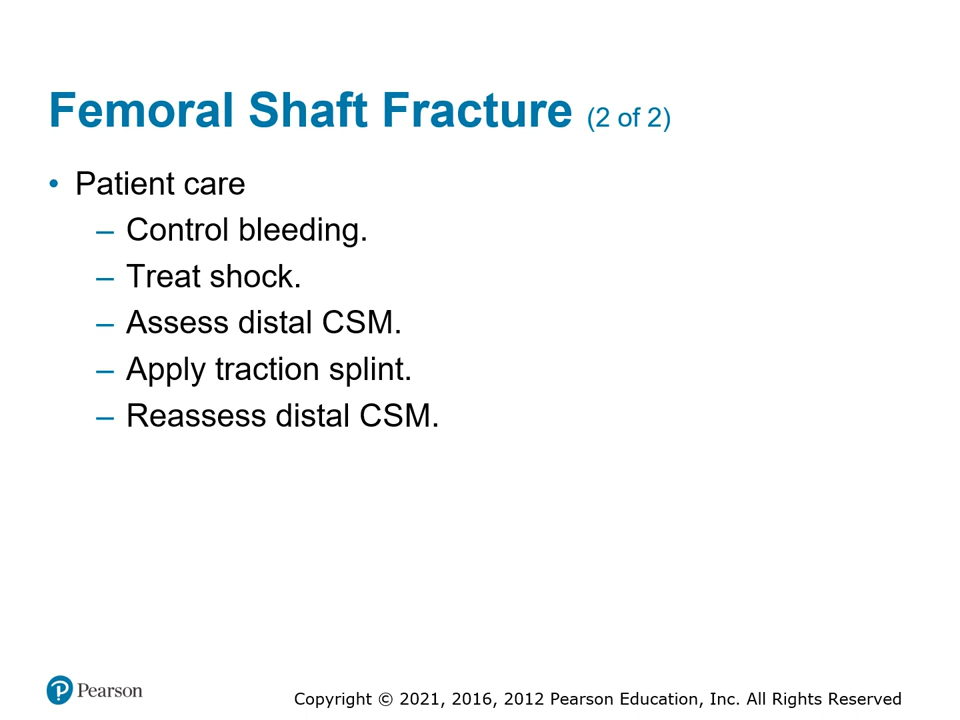 Femoral Shaft Fracture (2 of 2)
• Patient care
– Control bleeding.
– Treat shock.
– Assess distal CSM.
– Apply traction splint.
– Reassess distal CSM.
Pearson
Copyright © 2021, 2016, 2012 Pearson Education, Inc. All Rights Reserved